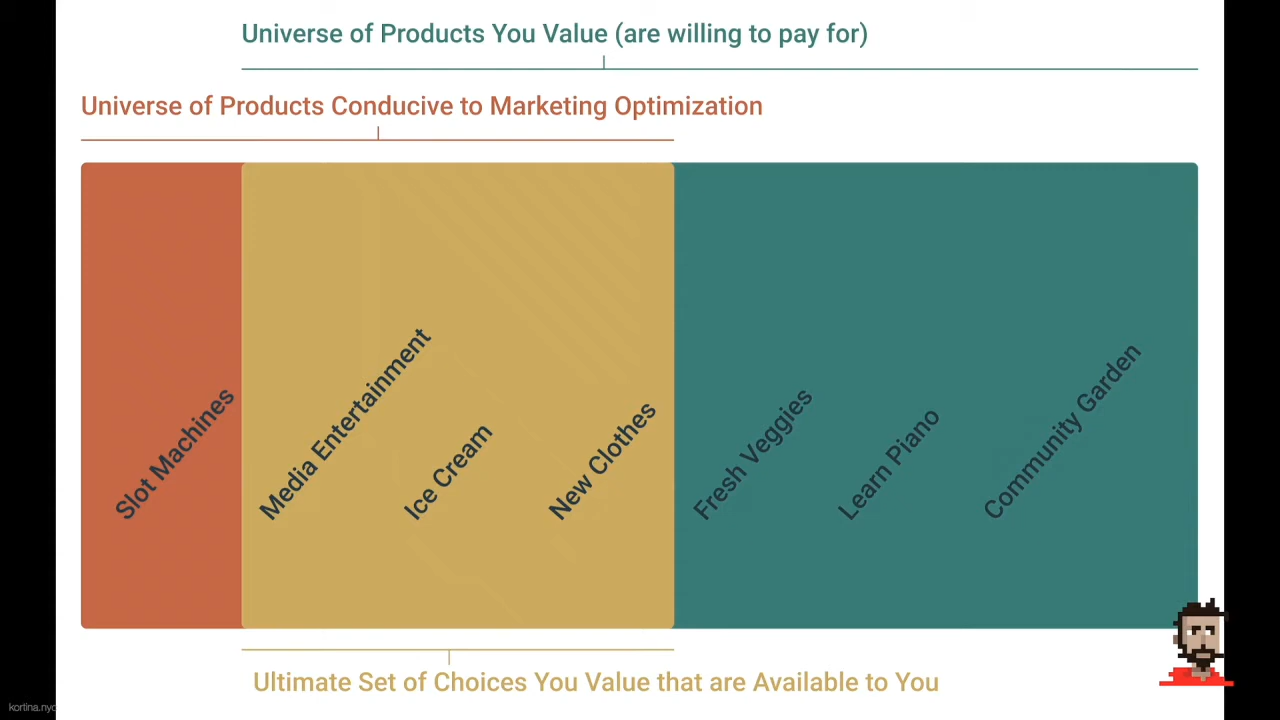 Universe of Products You Value (are willing to pay for)
Universe of Products Conducive to Marketing Optimization
Slot Machines
Media Entertainment
Ice Cream
New Clothes
Fresh Veggies
Learn Piano
Community Garden
Ultimate Set of Choices You Value that are Available to You
kortina.nyc